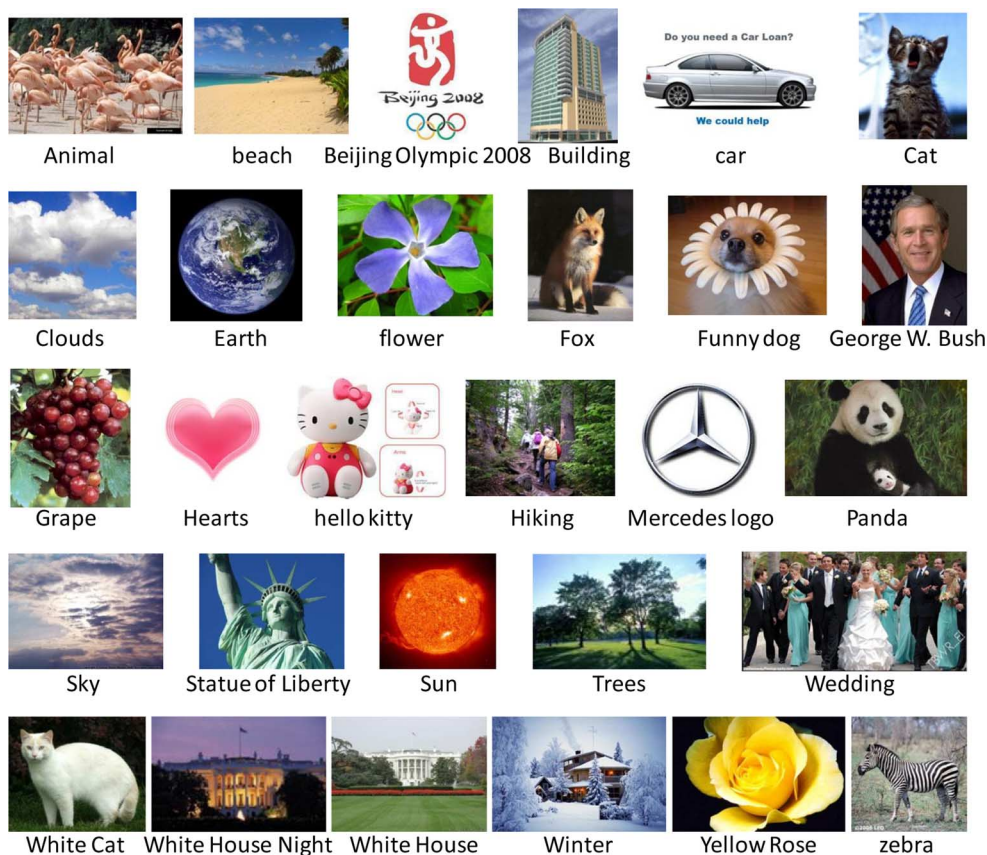 Do you need a Car Loan?
Beijing 2008
We could help
Animal
beach
Beijing Olympic 2008
Building
car
Cat
Clouds
Earth
flower
Fox
Funny dog
George W. Bush
Grape
Hearts
hello kitty
Hiking
Mercedes logo
Panda
Sky
Statue of Liberty
Sun
Trees
Wedding
White Cat
White House Night
White House
Winter
Yellow Rose
zebra